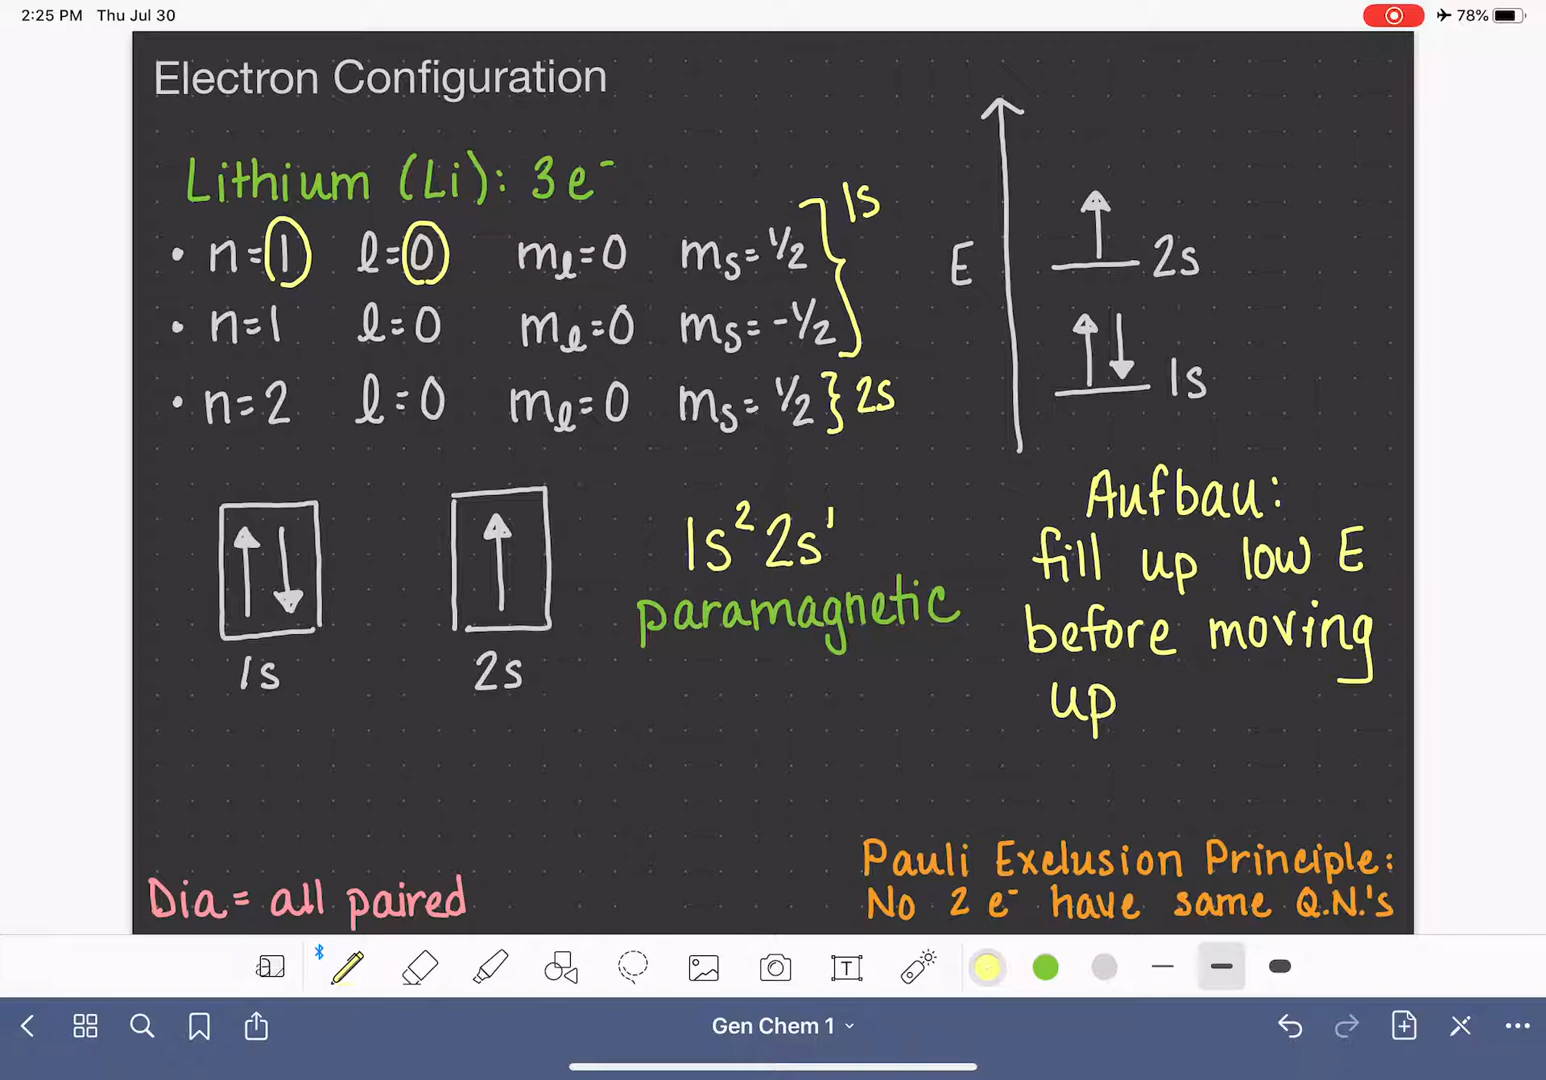 2:25 PM Thu Jul 30
78%
Electron Configuration
Lithium (Li): 3e⁻
• n=1 l=0 mₗ=0 mₛ=½ } 1s
• n=1 l=0 mₗ=0 mₛ=-½
• n=2 l=0 mₗ=0 mₛ=½ } 2s
E
2s
1s
1s
2s
1s²2s¹
paramagnetic
Aufbau:
fill up low E
before moving
up
Dia= all paired
Pauli Exclusion Principle:
No 2 e⁻ have same Q.N.'s
T
Gen Chem 1